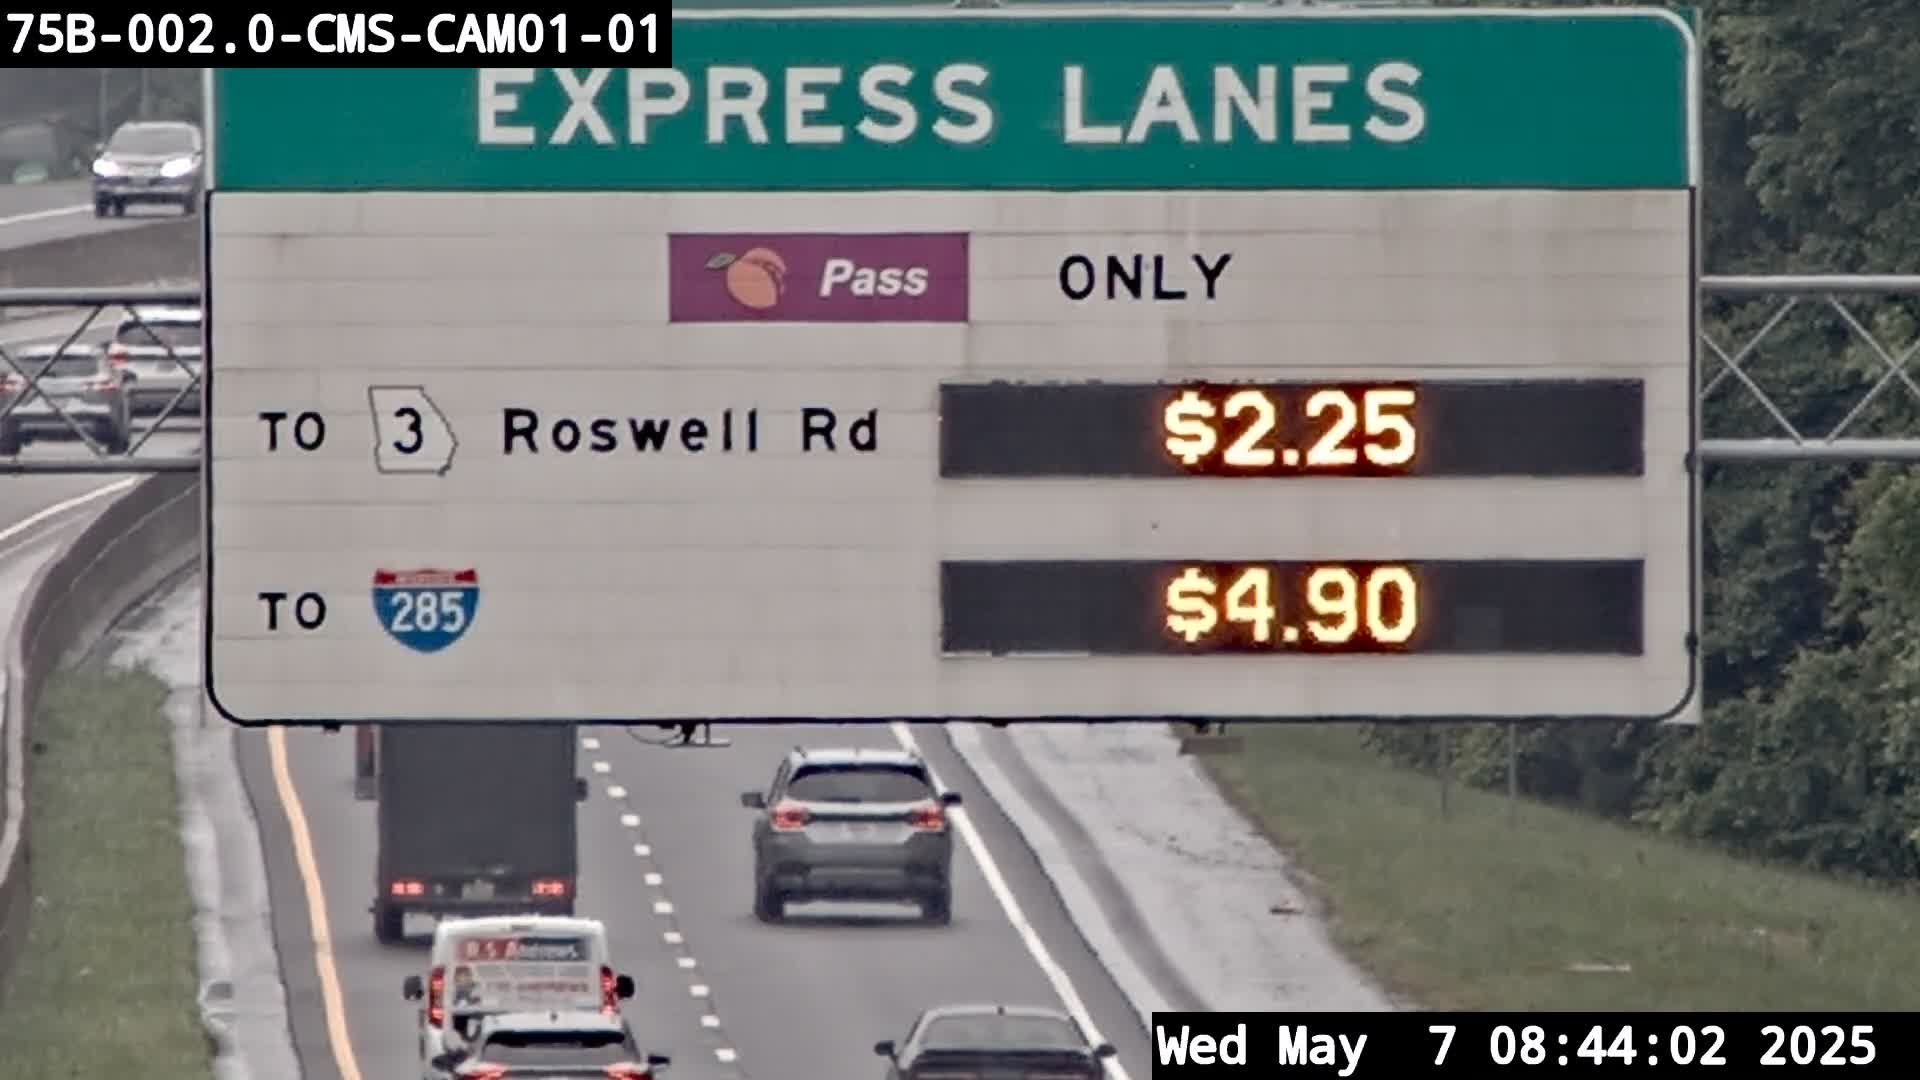 75B-002.0-CMS-CAM01-01
EXPRESS LANES
Pass ONLY
TO 3 Roswell Rd $2.25
TO 285 $4.90
R.S. Andrews
Wed May 7 08:44:02 2025